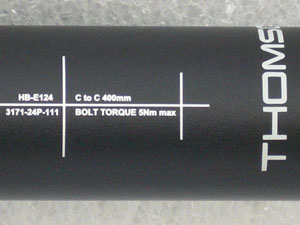 HB-E124 C to C 400mm
3171-24P-111 BOLT TORQUE 5Nm max
THOMS